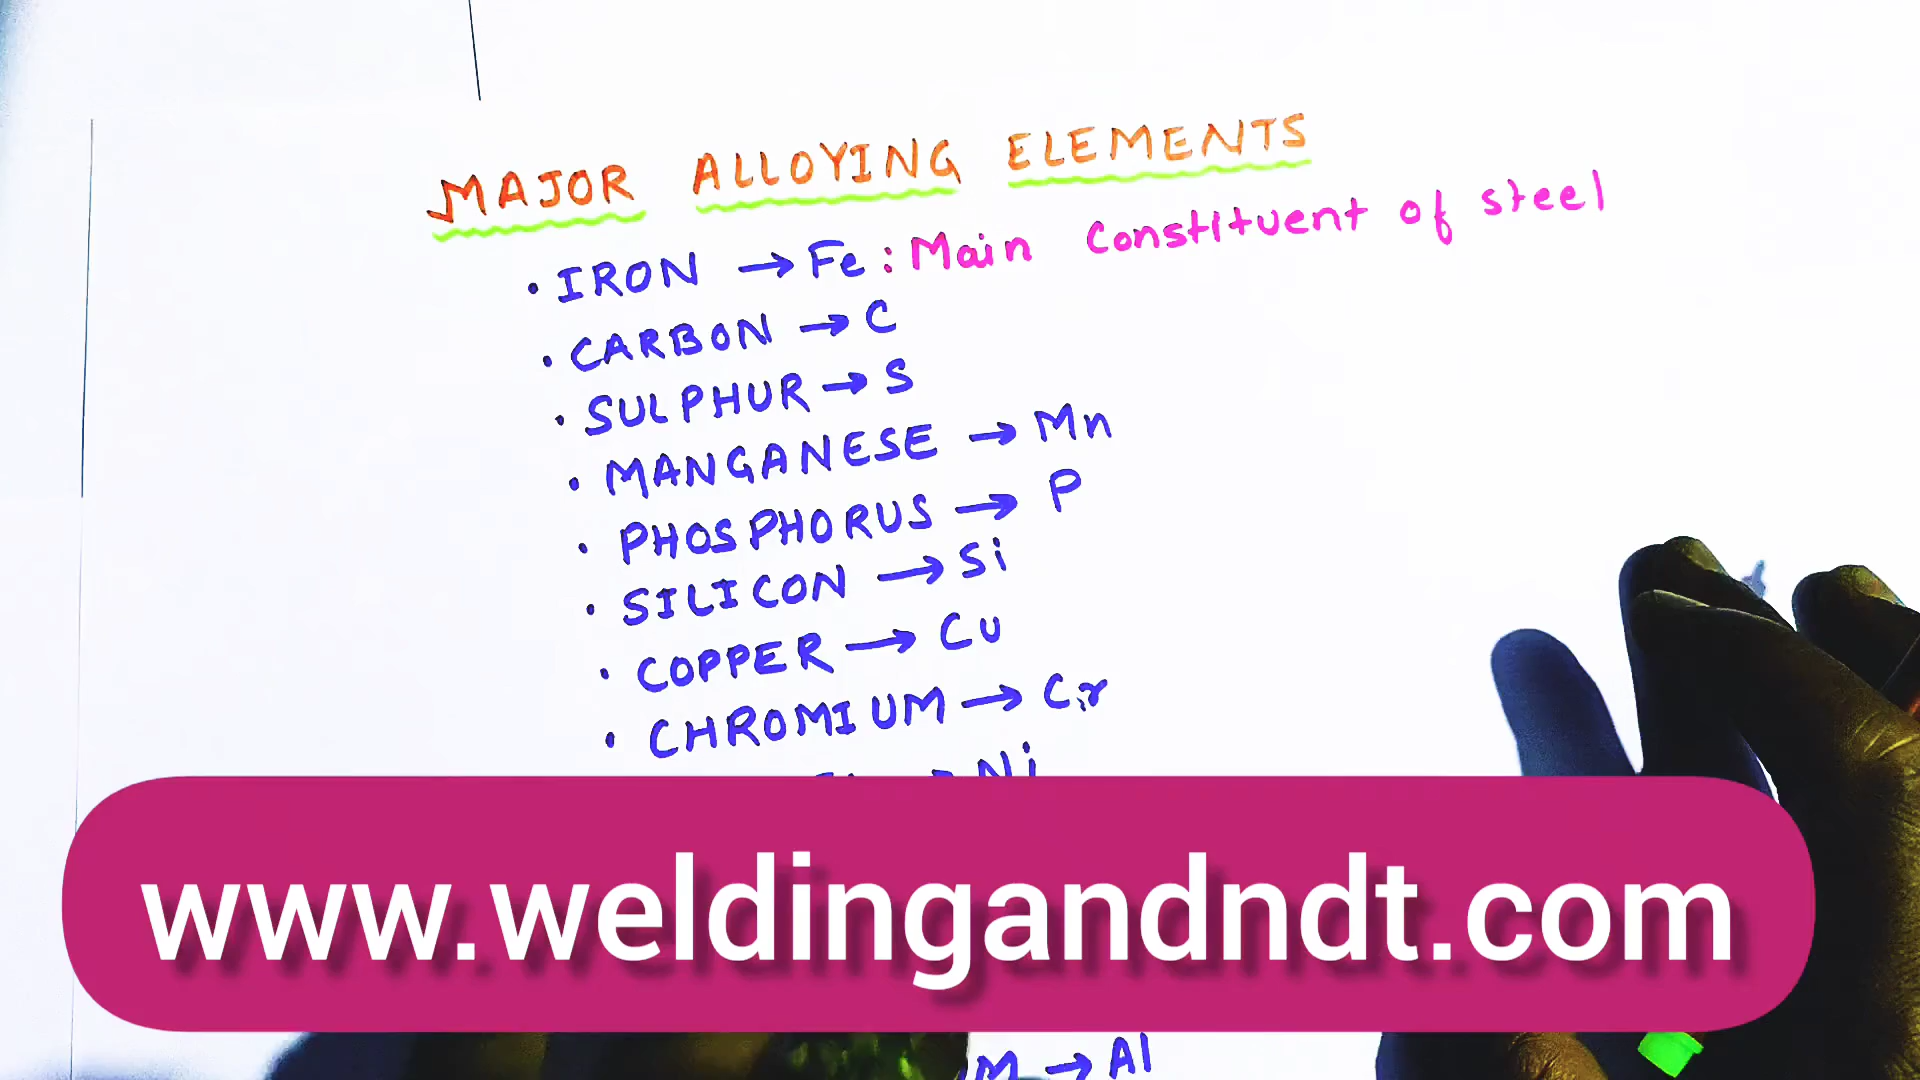 MAJOR ALLOYING ELEMENTS
• IRON → Fe : Main Constituent of steel
• CARBON → C
• SULPHUR → S
• MANGANESE → Mn
• PHOSPHORUS → P
• SILICON → Si
• COPPER → Cu
• CHROMIUM → Cr
→ Ni
www.weldingandndt.com
→ Al